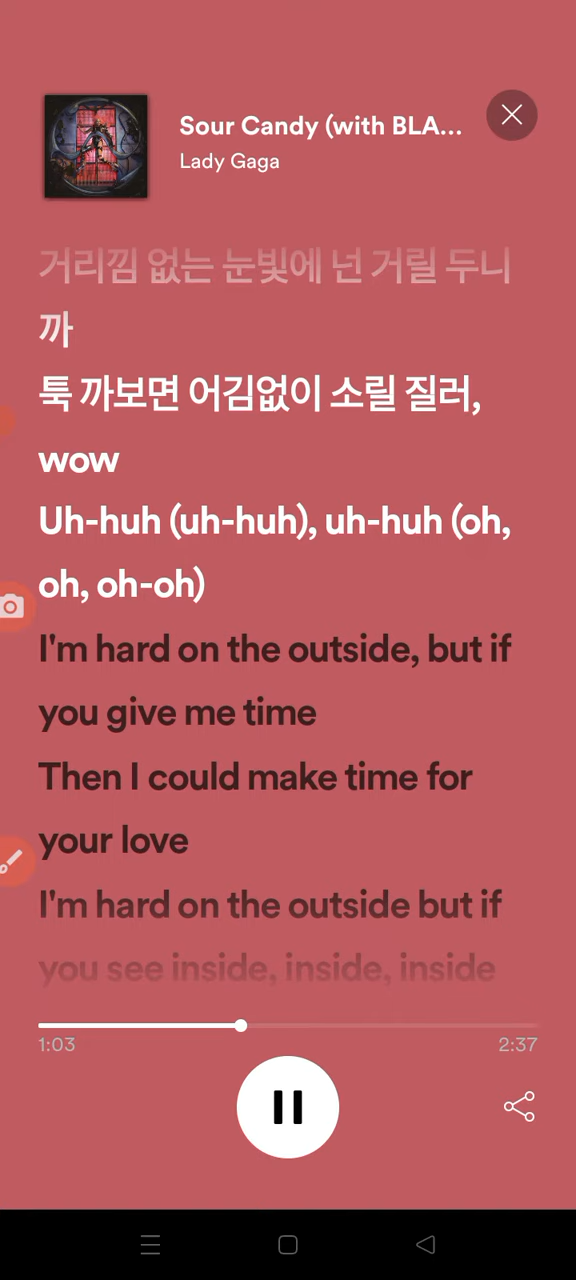 Sour Candy (with BLA...
Lady Gaga
거리낌 없는 눈빛에 넌 거릴 두니
까
툭 까보면 어김없이 소릴 질러,
wow
Uh-huh (uh-huh), uh-huh (oh,
oh, oh-oh)
I'm hard on the outside, but if
you give me time
Then I could make time for
your love
I'm hard on the outside but if
you see inside, inside, inside
1:03
2:37